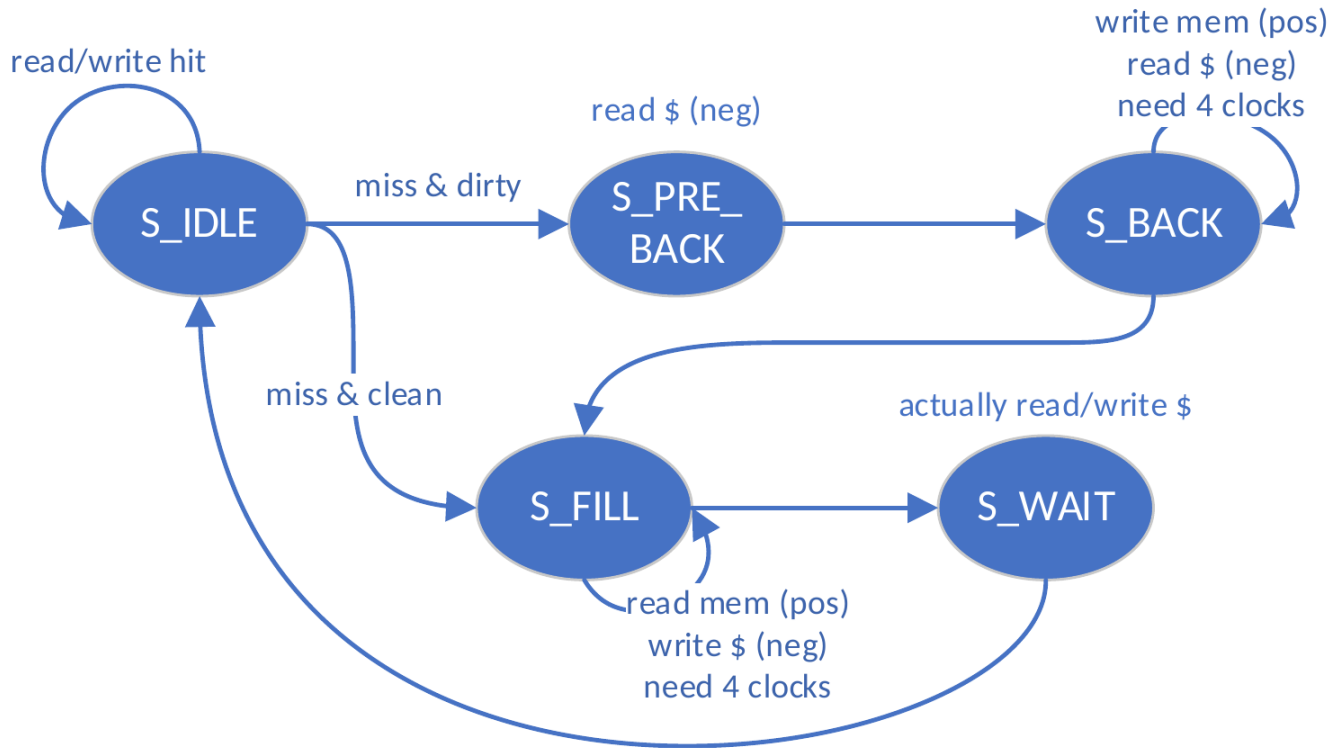 write mem (pos)
read/write hit
read $ (neg)
need 4 clocks
read $ (neg)
miss & dirty
S_PRE_
BACK
S_IDLE
S_BACK
miss & clean
actually read/write $
S_FILL
S_WAIT
read mem (pos)
write $ (neg)
need 4 clocks